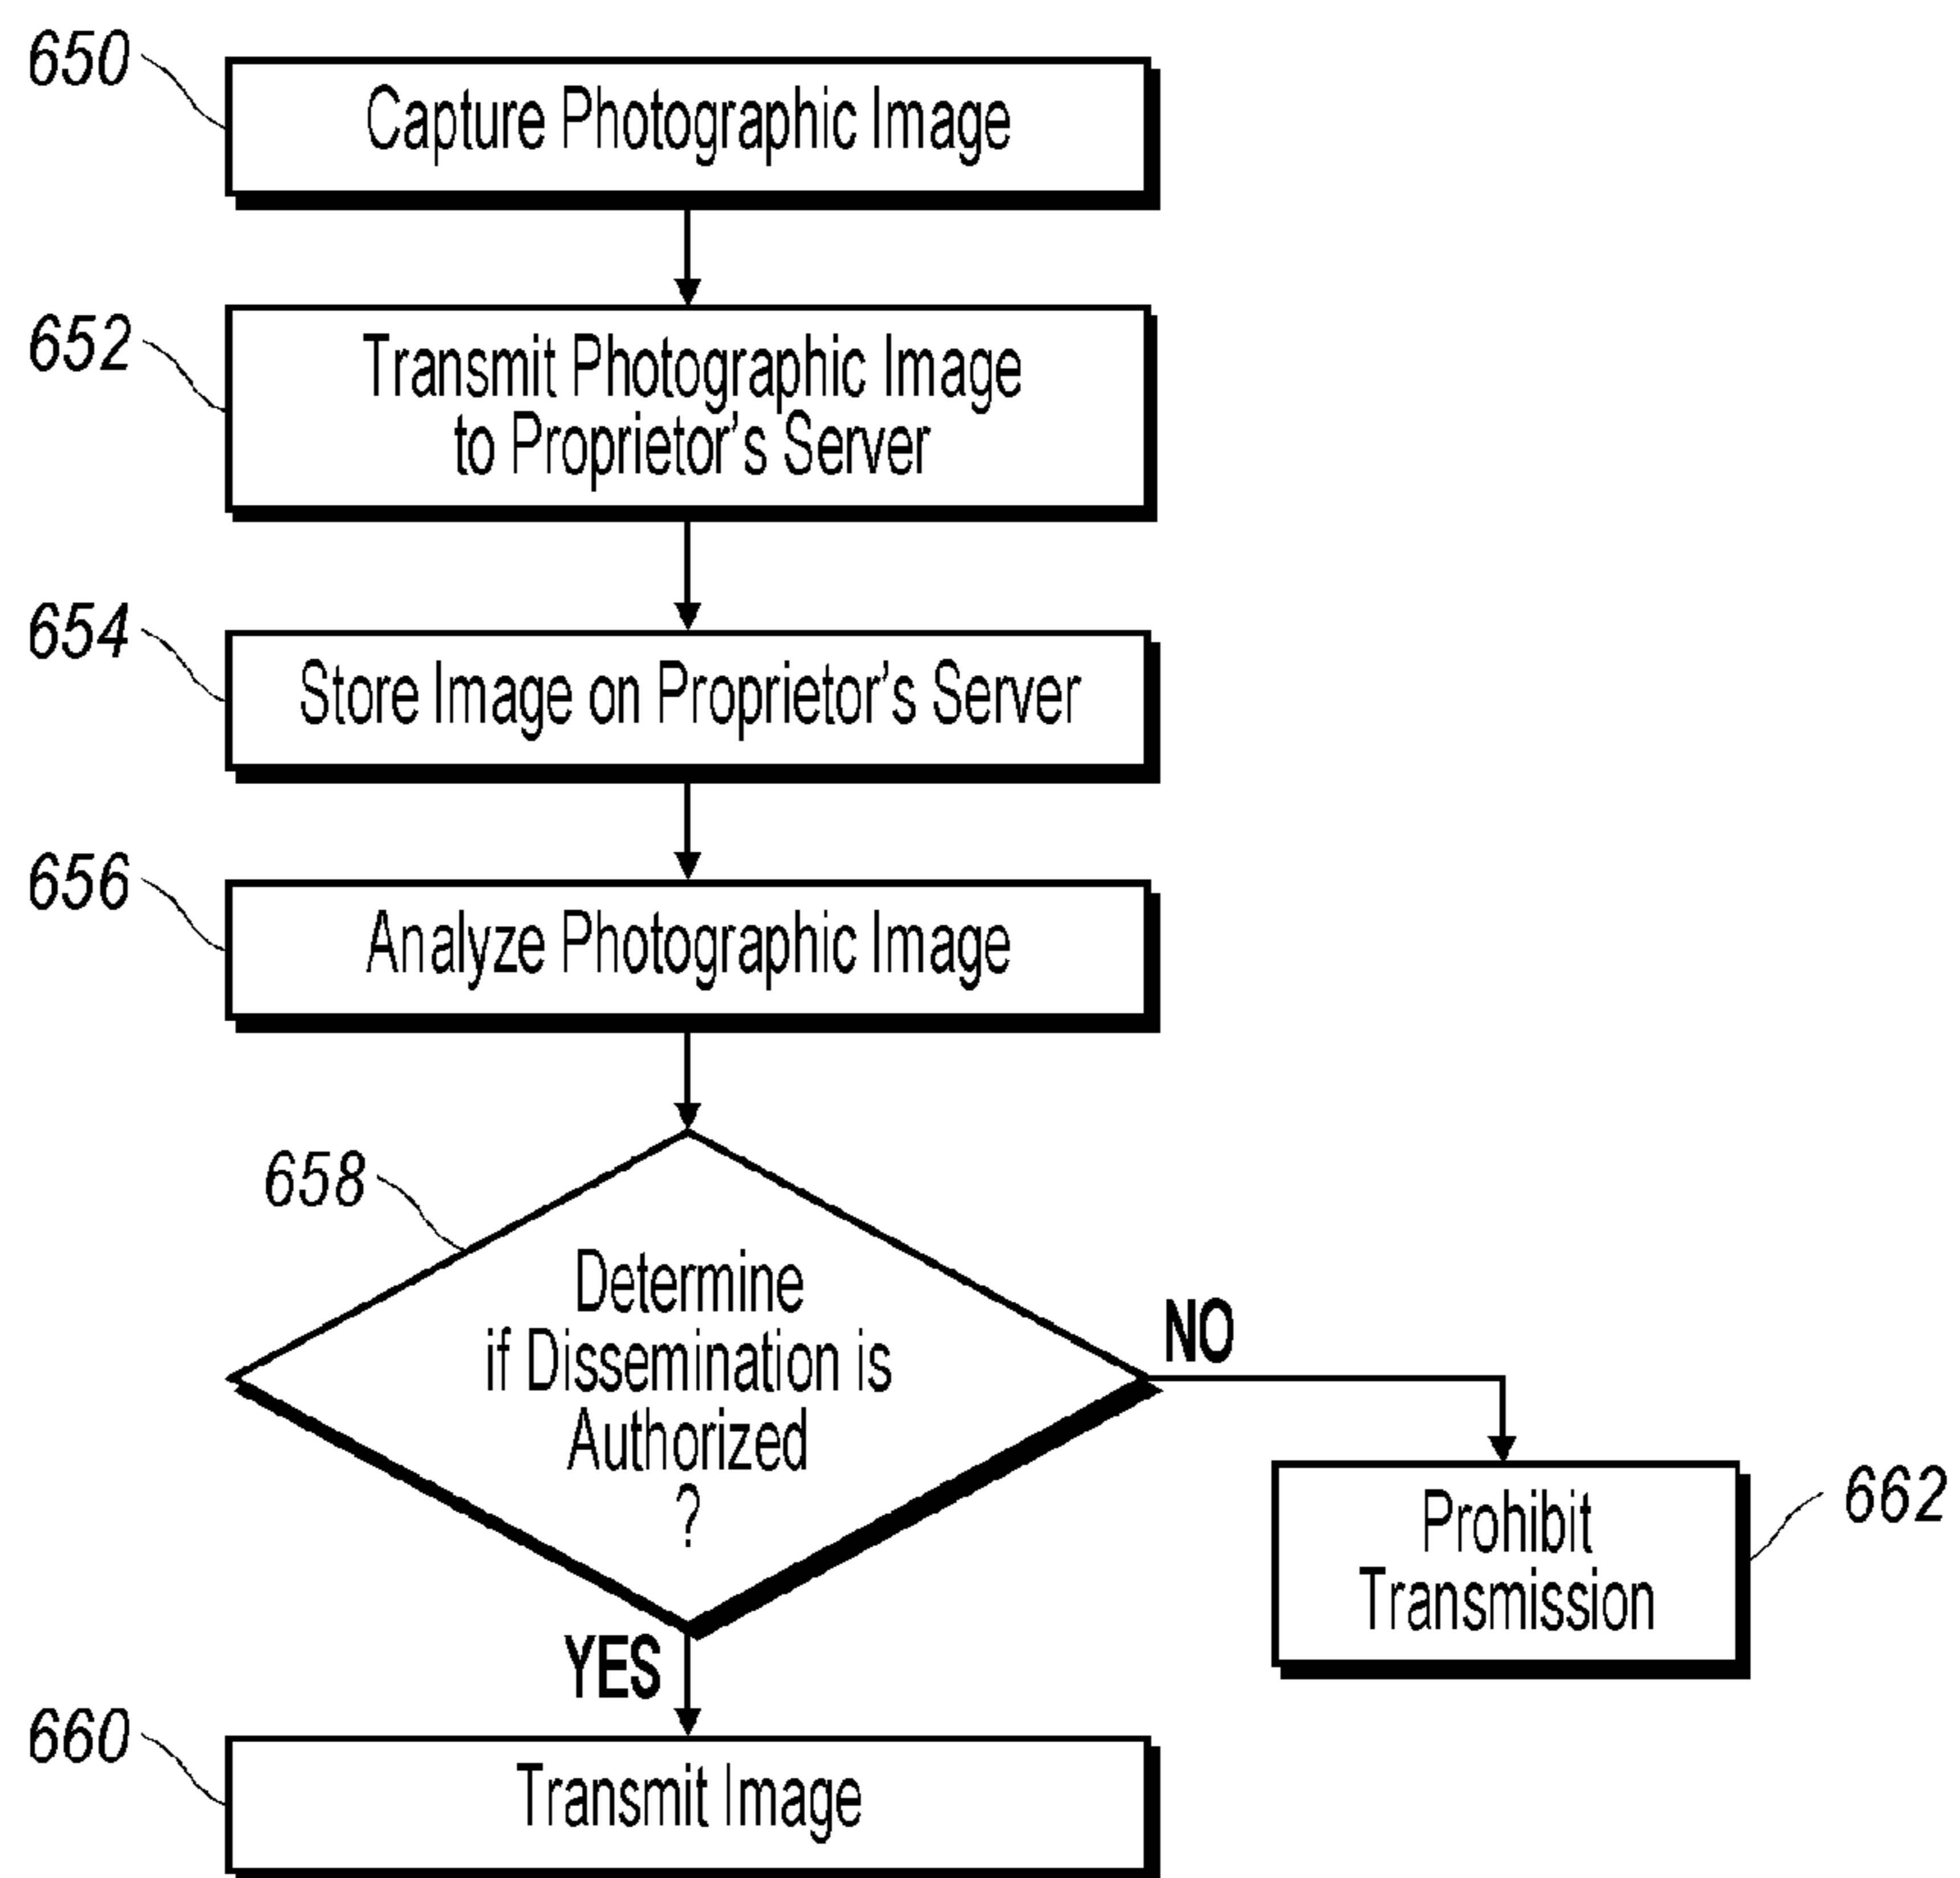 650
Capture Photographic Image
652
Transmit Photographic Image
to Proprietor's Server
654
Store Image on Proprietor's Server
656
Analyze Photographic Image
658
Determine
if Dissemination is
Authorized
?
NO
YES
Prohibit
Transmission
662
660
Transmit Image